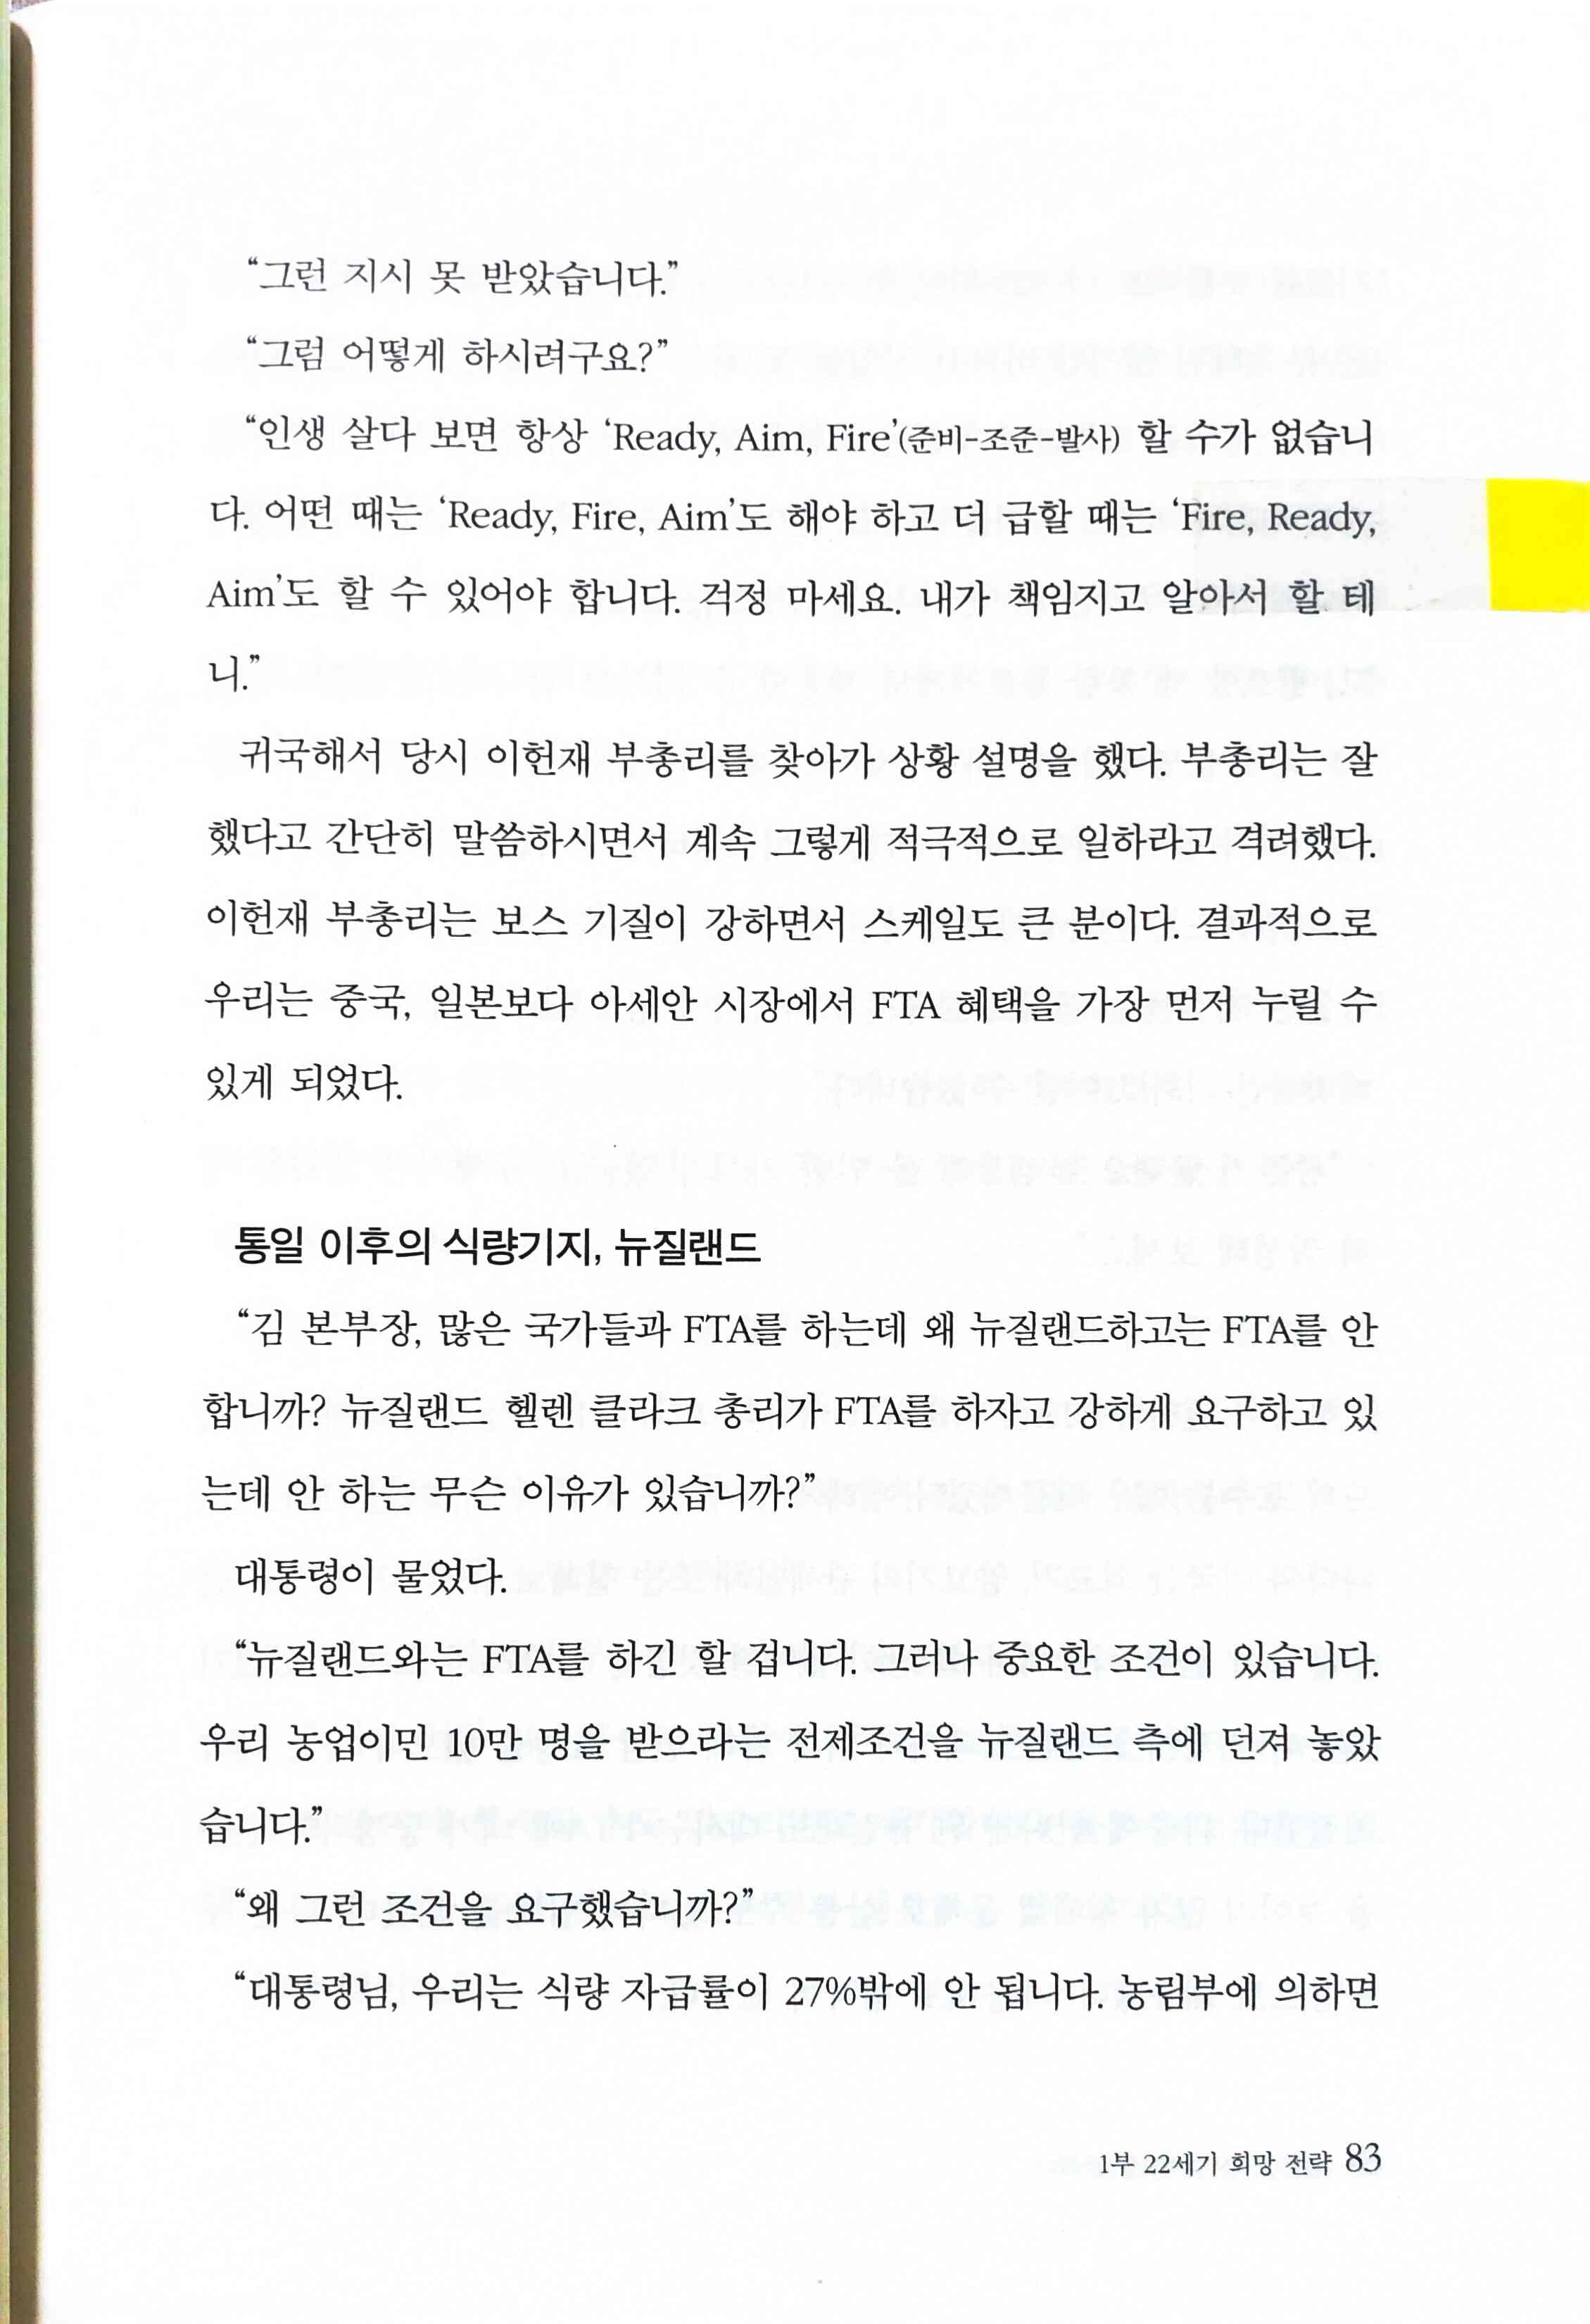 “그런 지시 못 받았습니다.”
“그럼 어떻게 하시려구요?”
“인생 살다 보면 항상 ‘Ready, Aim, Fire’(준비-조준-발사) 할 수가 없습니
다. 어떤 때는 ‘Ready, Fire, Aim’도 해야 하고 더 급할 때는 ‘Fire, Ready,
Aim’도 할 수 있어야 합니다. 걱정 마세요. 내가 책임지고 알아서 할 테
니.”
귀국해서 당시 이헌재 부총리를 찾아가 상황 설명을 했다. 부총리는 잘
했다고 간단히 말씀하시면서 계속 그렇게 적극적으로 일하라고 격려했다.
이헌재 부총리는 보스 기질이 강하면서 스케일도 큰 분이다. 결과적으로
우리는 중국, 일본보다 아세안 시장에서 FTA 혜택을 가장 먼저 누릴 수
있게 되었다.
통일 이후의 식량기지, 뉴질랜드
“김 본부장, 많은 국가들과 FTA를 하는데 왜 뉴질랜드하고는 FTA를 안
합니까? 뉴질랜드 헬렌 클라크 총리가 FTA를 하자고 강하게 요구하고 있
는데 안 하는 무슨 이유가 있습니까?”
대통령이 물었다.
“뉴질랜드와는 FTA를 하긴 할 겁니다. 그러나 중요한 조건이 있습니다.
우리 농업이민 10만 명을 받으라는 전제조건을 뉴질랜드 측에 던져 놓았
습니다.”
“왜 그런 조건을 요구했습니까?”
“대통령님, 우리는 식량 자급률이 27%밖에 안 됩니다. 농림부에 의하면
1부 22세기 희망 전략 83